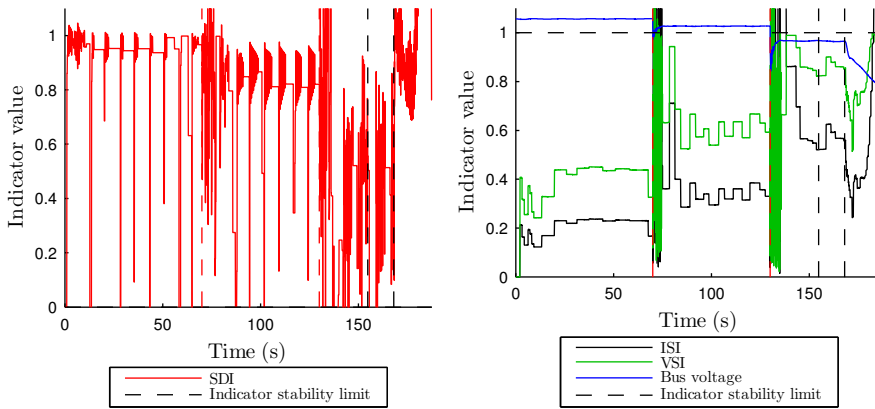 Indicator value
1
0.8
0.6
0.4
0.2
0
0
50
100
150
Time (s)
SDI
Indicator stability limit
Indicator value
1
0.8
0.6
0.4
0.2
0
0
50
100
150
Time (s)
ISI
VSI
Bus voltage
Indicator stability limit